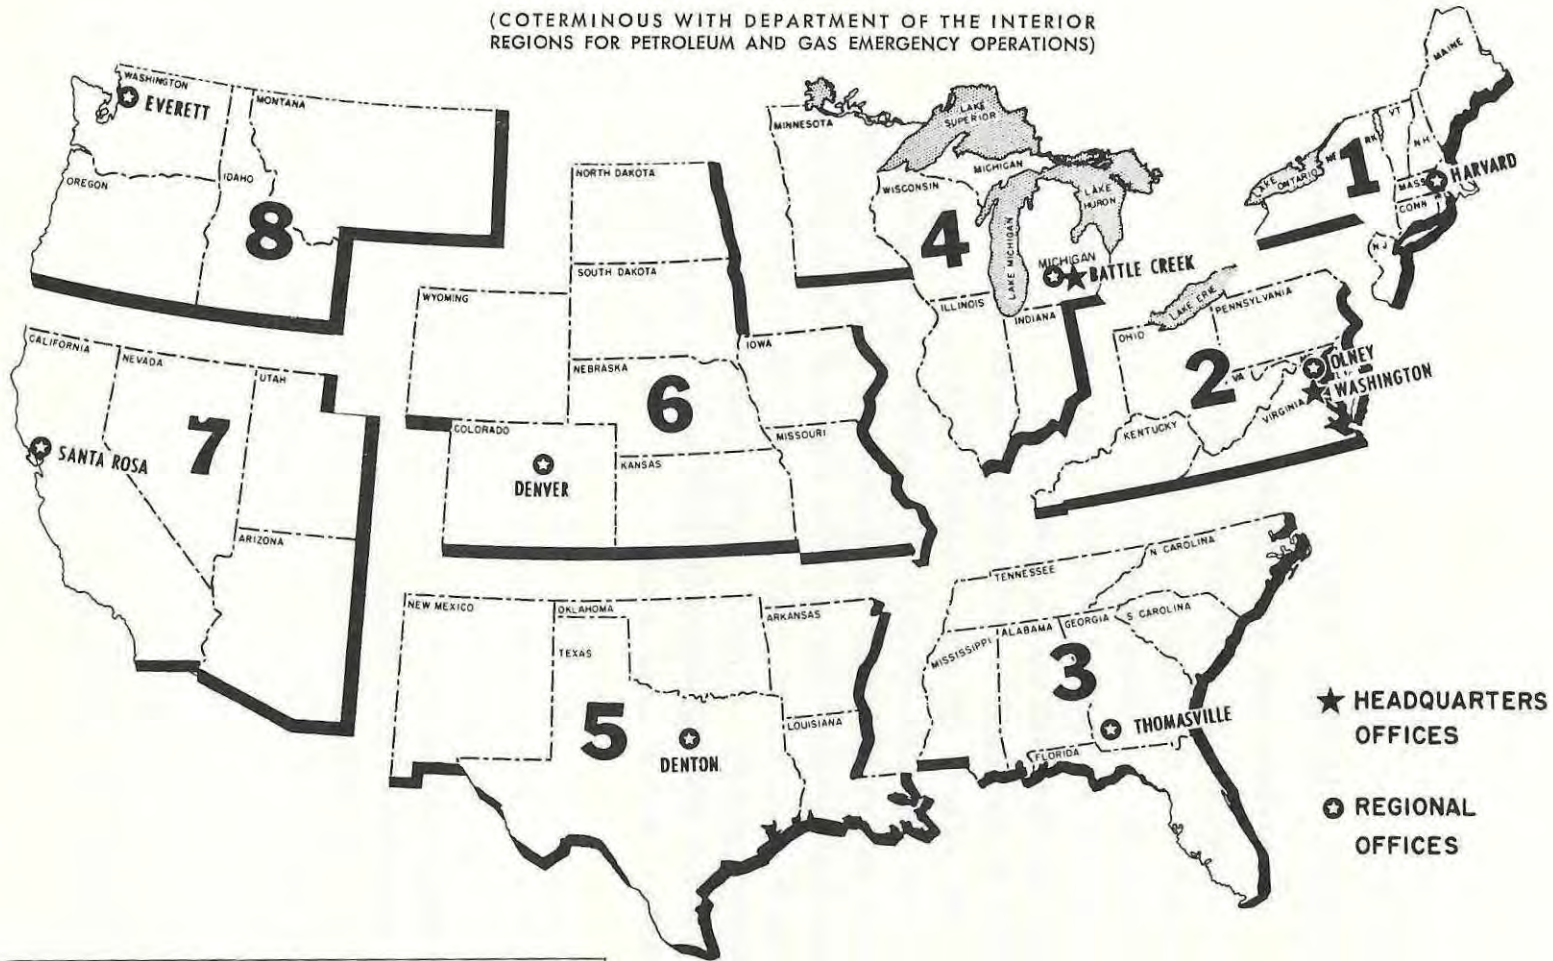 (COTERMINOUS WITH DEPARTMENT OF THE INTERIOR
REGIONS FOR PETROLEUM AND GAS EMERGENCY OPERATIONS)
WASHINGTON
EVERETT
MONTANA
OREGON
IDAHO
8
CALIFORNIA
NEVADA
UTAH
7
SANTA ROSA
ARIZONA
NORTH DAKOTA
SOUTH DAKOTA
WYOMING
NEBRASKA
IOWA
6
COLORADO
KANSAS
MISSOURI
DENVER
NEW MEXICO
OKLAHOMA
ARKANSAS
TEXAS
5
LOUISIANA
DENTON
MINNESOTA
LAKE
SUPERIOR
MICHIGAN
WISCONSIN
LAKE
HURON
4
LAKE MICHIGAN
MICHIGAN
BATTLE CREEK
ILLINOIS
INDIANA
MAINE
VT
N.H.
NE
RK
1
LAKE
ONTARIO
MASS
HARVARD
CONN
N J
LAKE ERIE
PENNSYLVANIA
OHIO
2
OLNEY
VA
WASHINGTON
VIRGINIA
KENTUCKY
N CAROLINA
TENNESSEE
S CAROLINA
MISSISSIPPI
ALABAMA
GEORGIA
3
THOMASVILLE
FLORIDA
HEADQUARTERS
OFFICES
REGIONAL
OFFICES